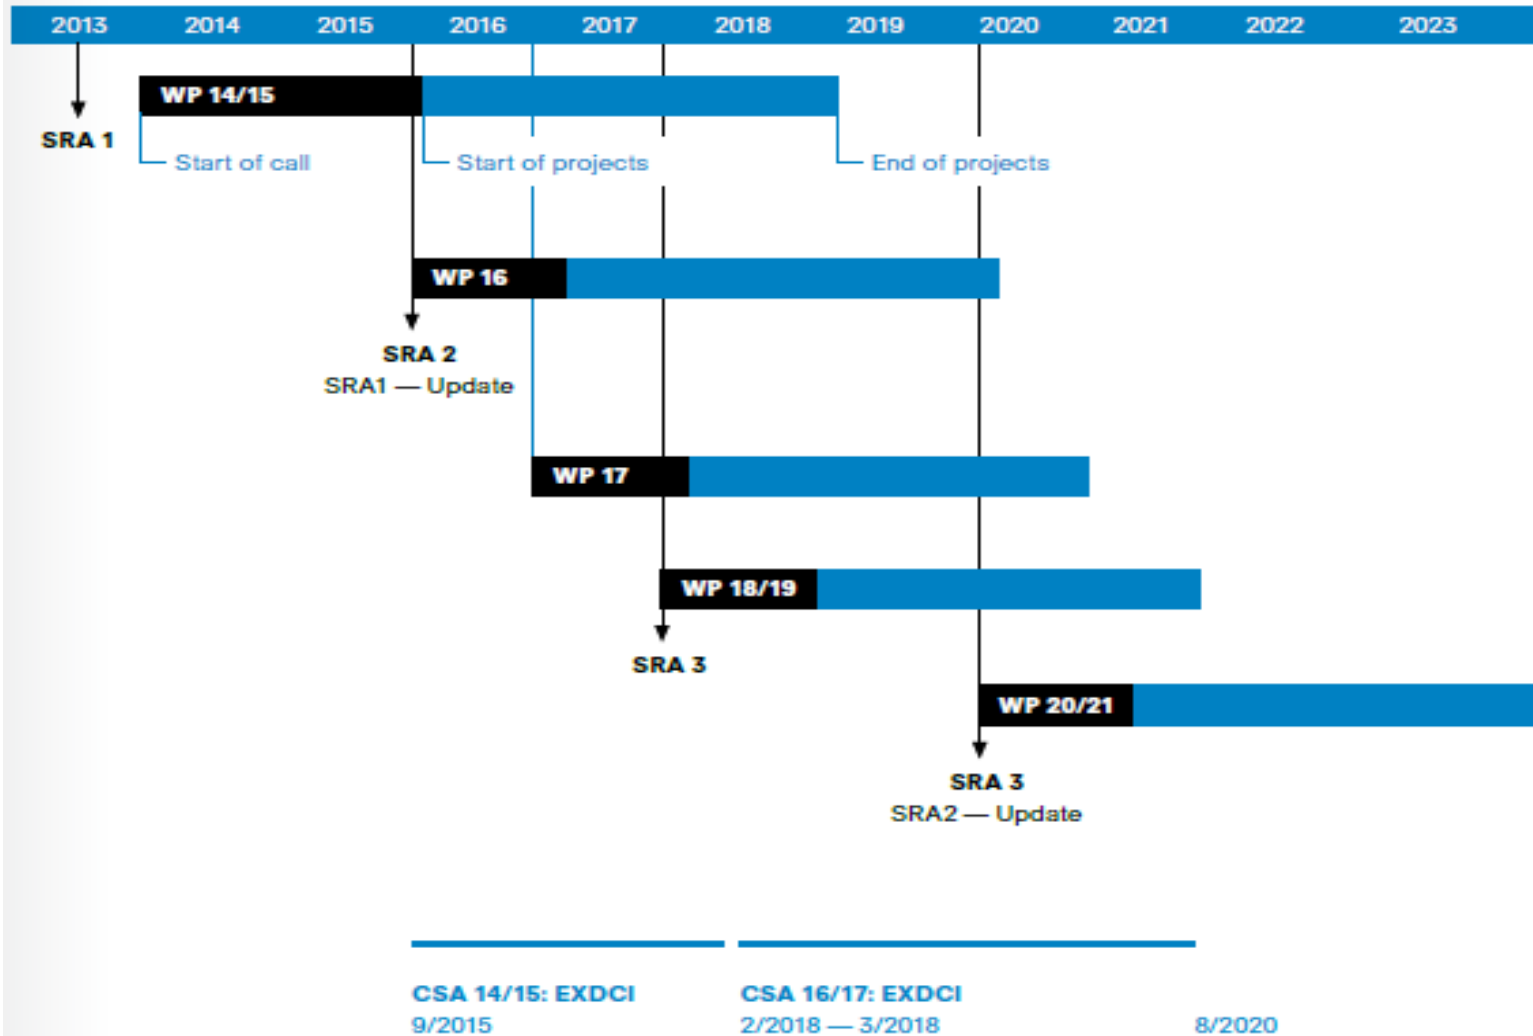 2013 2014 2015 2016 2017 2018 2019 2020 2021 2022 2023
WP 14/15
SRA 1
Start of call
Start of projects
End of projects
WP 16
SRA 2
SRA1 — Update
WP 17
WP 18/19
SRA 3
WP 20/21
SRA 3
SRA2 — Update
CSA 14/15: EXDCI
9/2015
CSA 16/17: EXDCI
2/2018 — 3/2018
8/2020